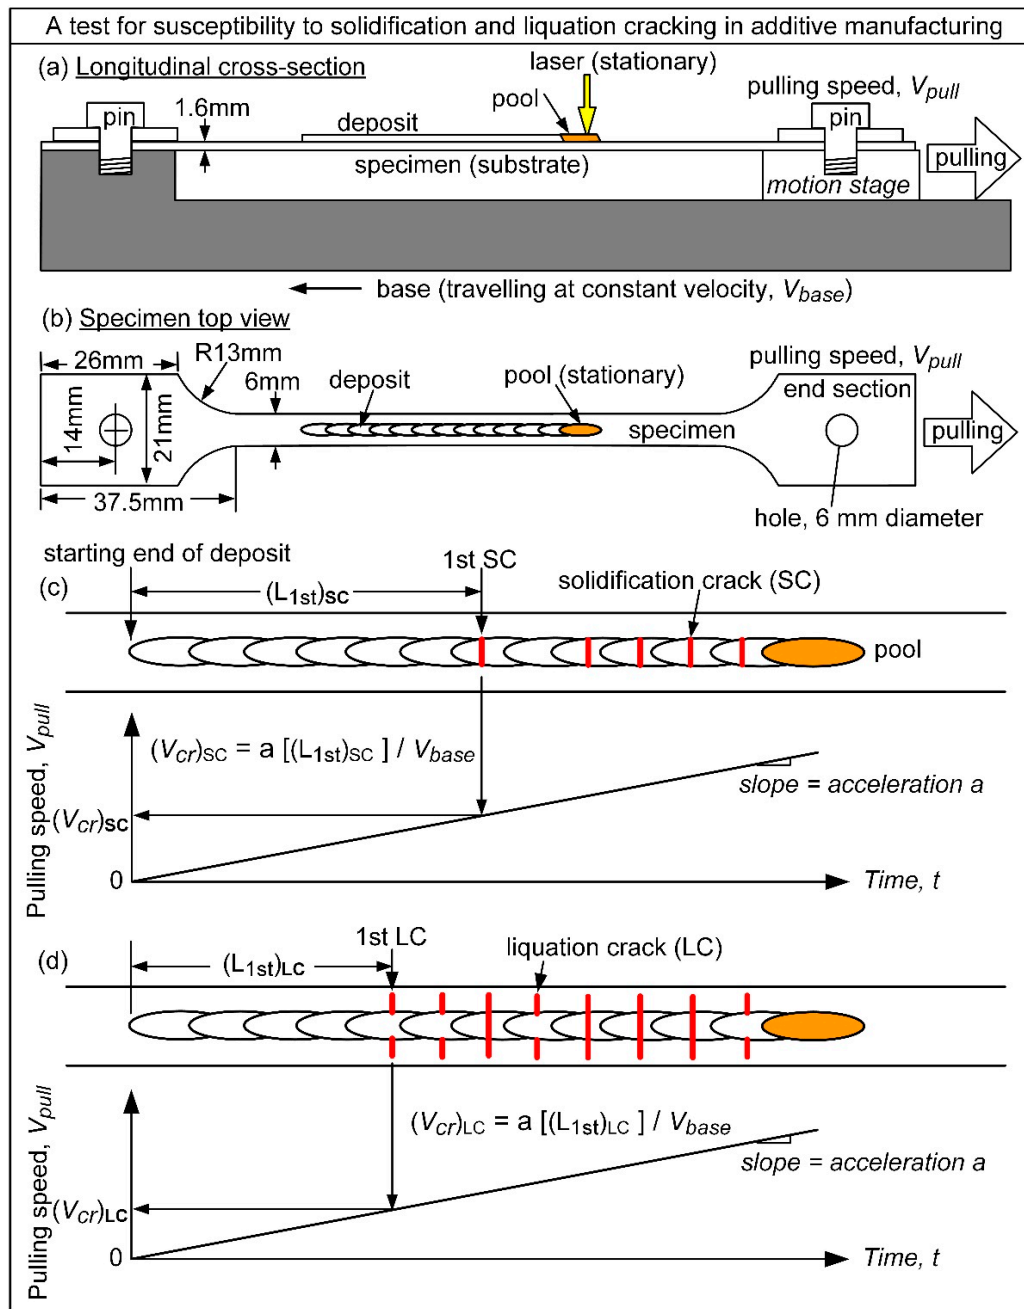 A test for susceptibility to solidification and liquation cracking in additive manufacturing
(a) Longitudinal cross-section
laser (stationary)
pulling speed, Vpull
pin
1.6mm
pool
deposit
pin
specimen (substrate)
pulling
motion stage
base (travelling at constant velocity, Vbase)
(b) Specimen top view
26mm
R13mm
6mm
deposit
pool (stationary)
pulling speed, Vpull
end section
14mm
21mm
specimen
pulling
37.5mm
hole, 6 mm diameter
starting end of deposit
(c)
1st SC
solidification crack (SC)
(L1st)SC
pool
Pulling speed, Vpull
(Vcr)SC = a [(L1st)SC ] / Vbase
slope = acceleration a
(Vcr)SC
0
Time, t
(d)
1st LC
liquation crack (LC)
(L1st)LC
Pulling speed, Vpull
(Vcr)LC = a [(L1st)LC ] / Vbase
slope = acceleration a
(Vcr)LC
0
Time, t